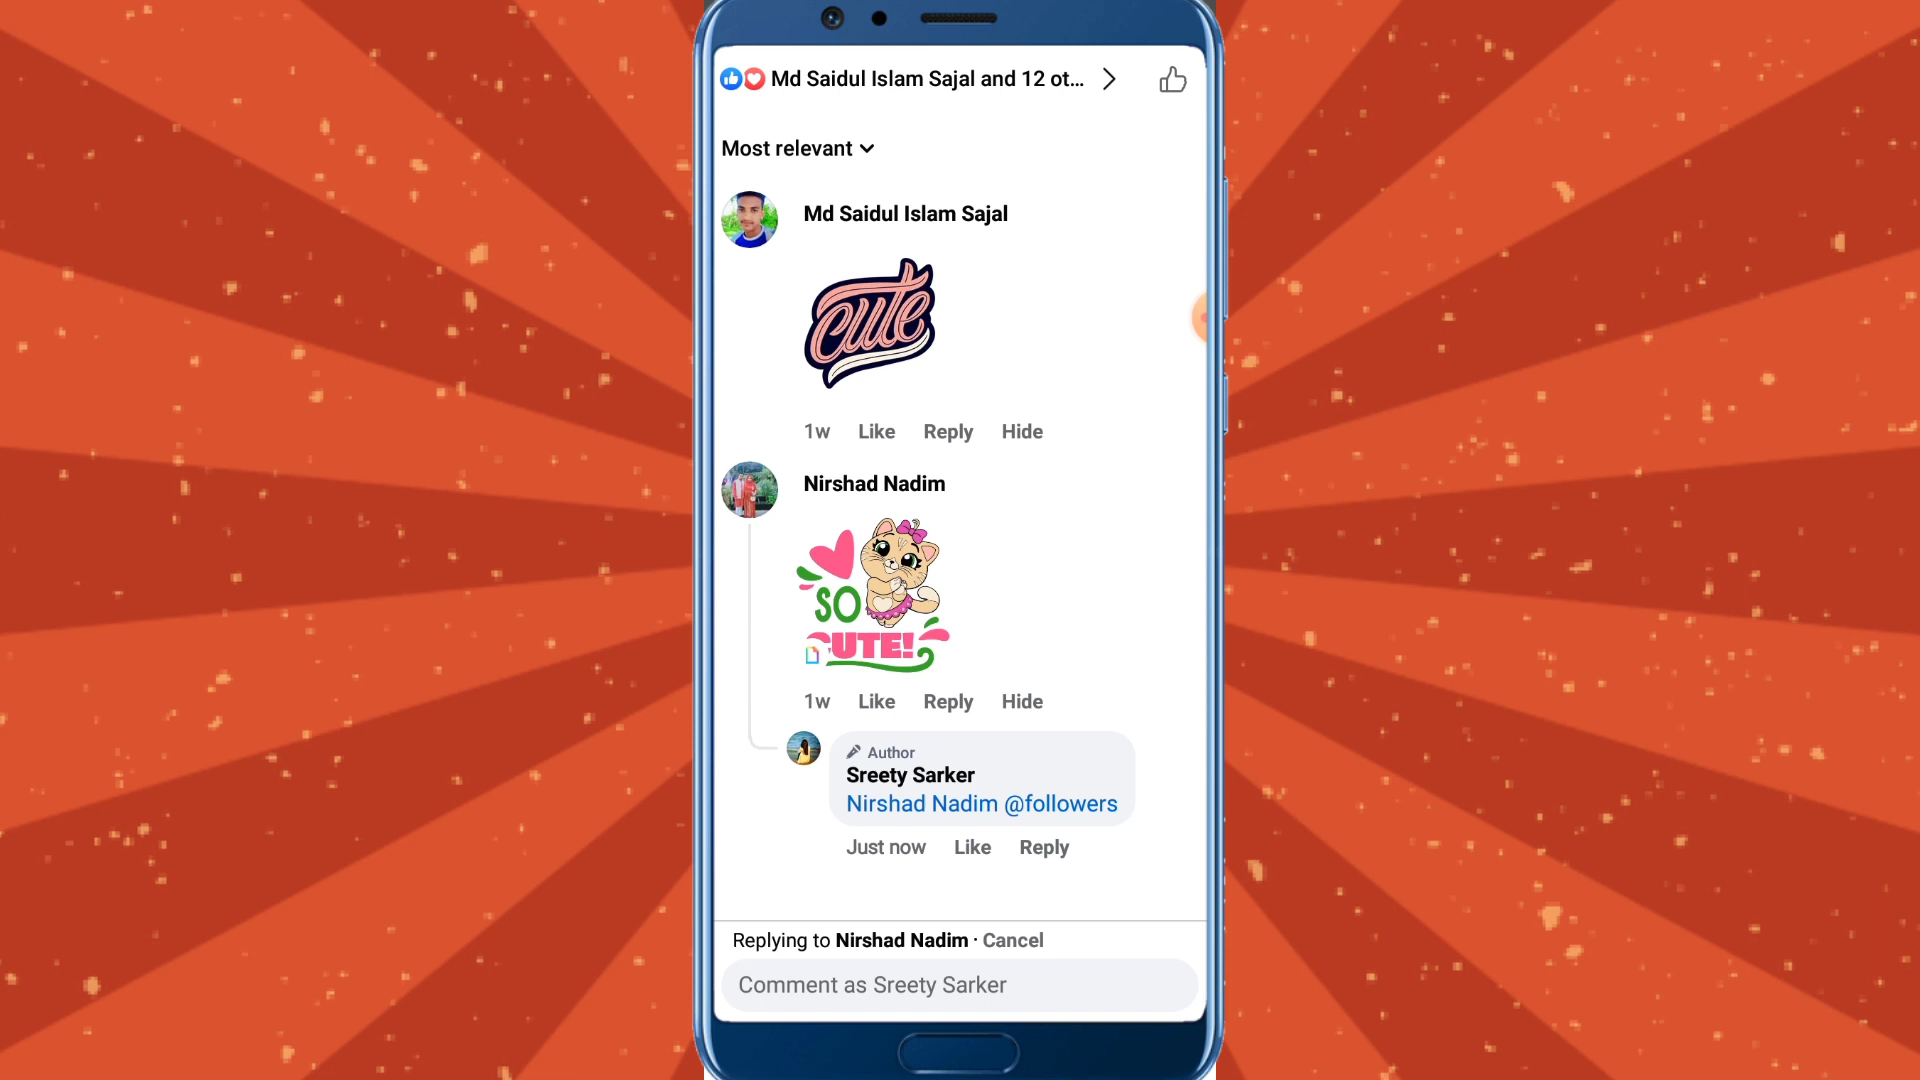 Md Saidul Islam Sajal and 12 ot...
Most relevant
Md Saidul Islam Sajal
cute
1w Like Reply Hide
Nirshad Nadim
SO
CUTE!
1w Like Reply Hide
Author
Sreety Sarker
Nirshad Nadim @followers
Just now Like Reply
Replying to Nirshad Nadim · Cancel
Comment as Sreety Sarker